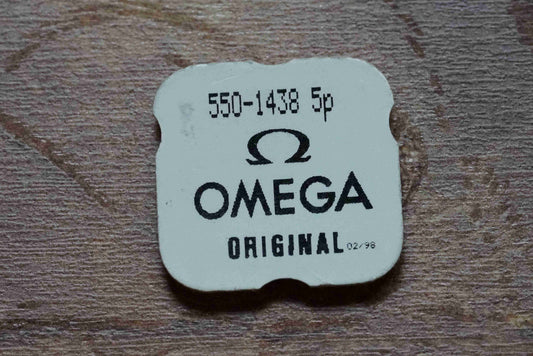 550-1438 5p
Ω
OMEGA
ORIGINAL 02/98